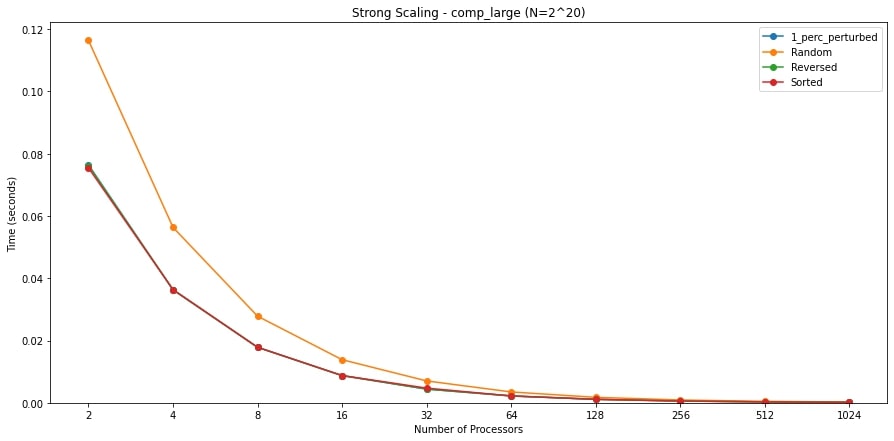 Strong Scaling - comp_large (N=2^20)
1_perc_perturbed
Random
Reversed
Sorted
Time (seconds)
0.12
0.10
0.08
0.06
0.04
0.02
0.00
2 4 8 16 32 64 128 256 512 1024
Number of Processors